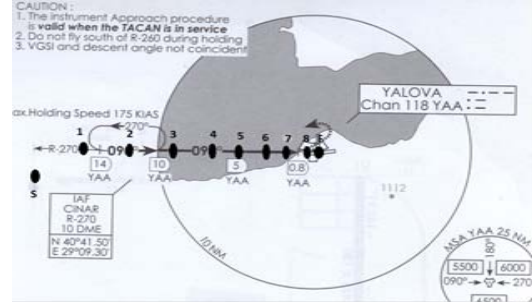 CAUTION :
1. The instrument Approach procedure
is valid when the TACAN is in service
2. Do not fly south of R-260 during holding
3. VGSI and descent angle not coincident
YALOVA
Chan 118 YAA :
ax.Holding Speed 175 KIAS
270°
1 2 3 4 5 6 7 8 F
R-270
090°
09
14
YAA
10
YAA
5
YAA
0.8
YAA
S
IAF
CINAR
R-270
10 DME
N 40°41.50'
E 29°09.30'
1112
10 NM
MSA YAA 25 NM
180°
5500 6000
090° 270
6500